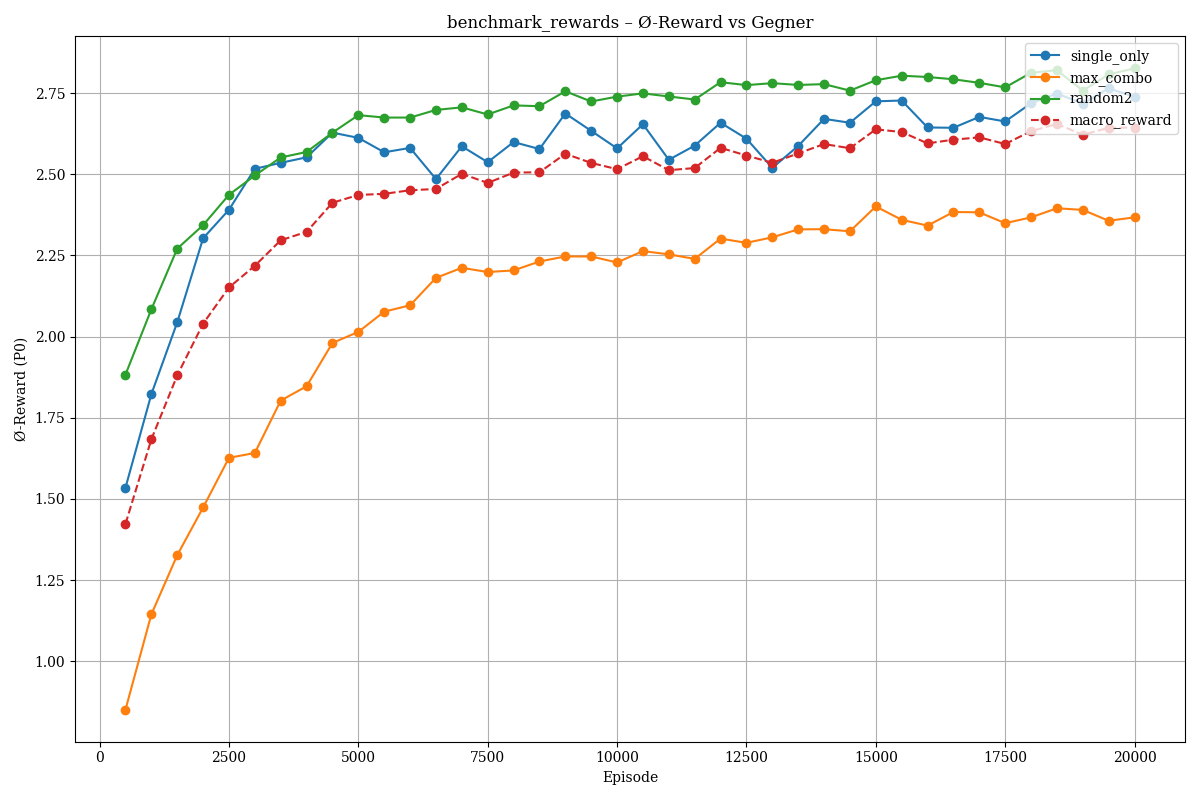 benchmark_rewards – Ø-Reward vs Gegner
single_only
max_combo
random2
macro_reward
Ø-Reward (P0)
2.75
2.50
2.25
2.00
1.75
1.50
1.25
1.00
0 2500 5000 7500 10000 12500 15000 17500 20000
Episode